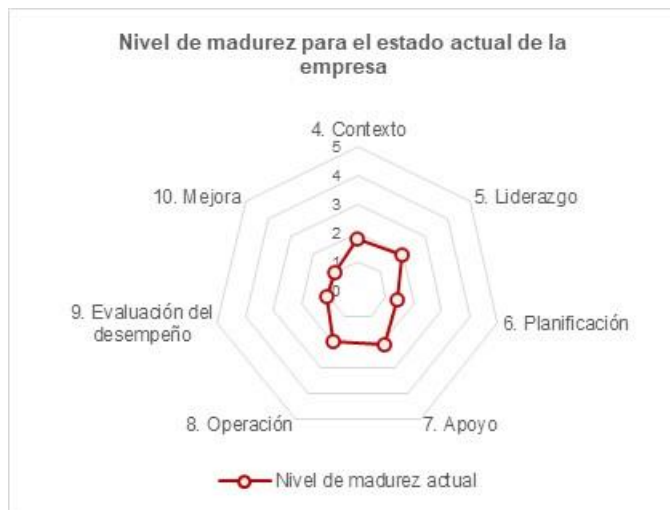 Nivel de madurez para el estado actual de la
empresa
4. Contexto
5
4
3
2
1
0
10. Mejora
5. Liderazgo
9. Evaluación del
desempeño
6. Planificación
8. Operación
7. Apoyo
Nivel de madurez actual